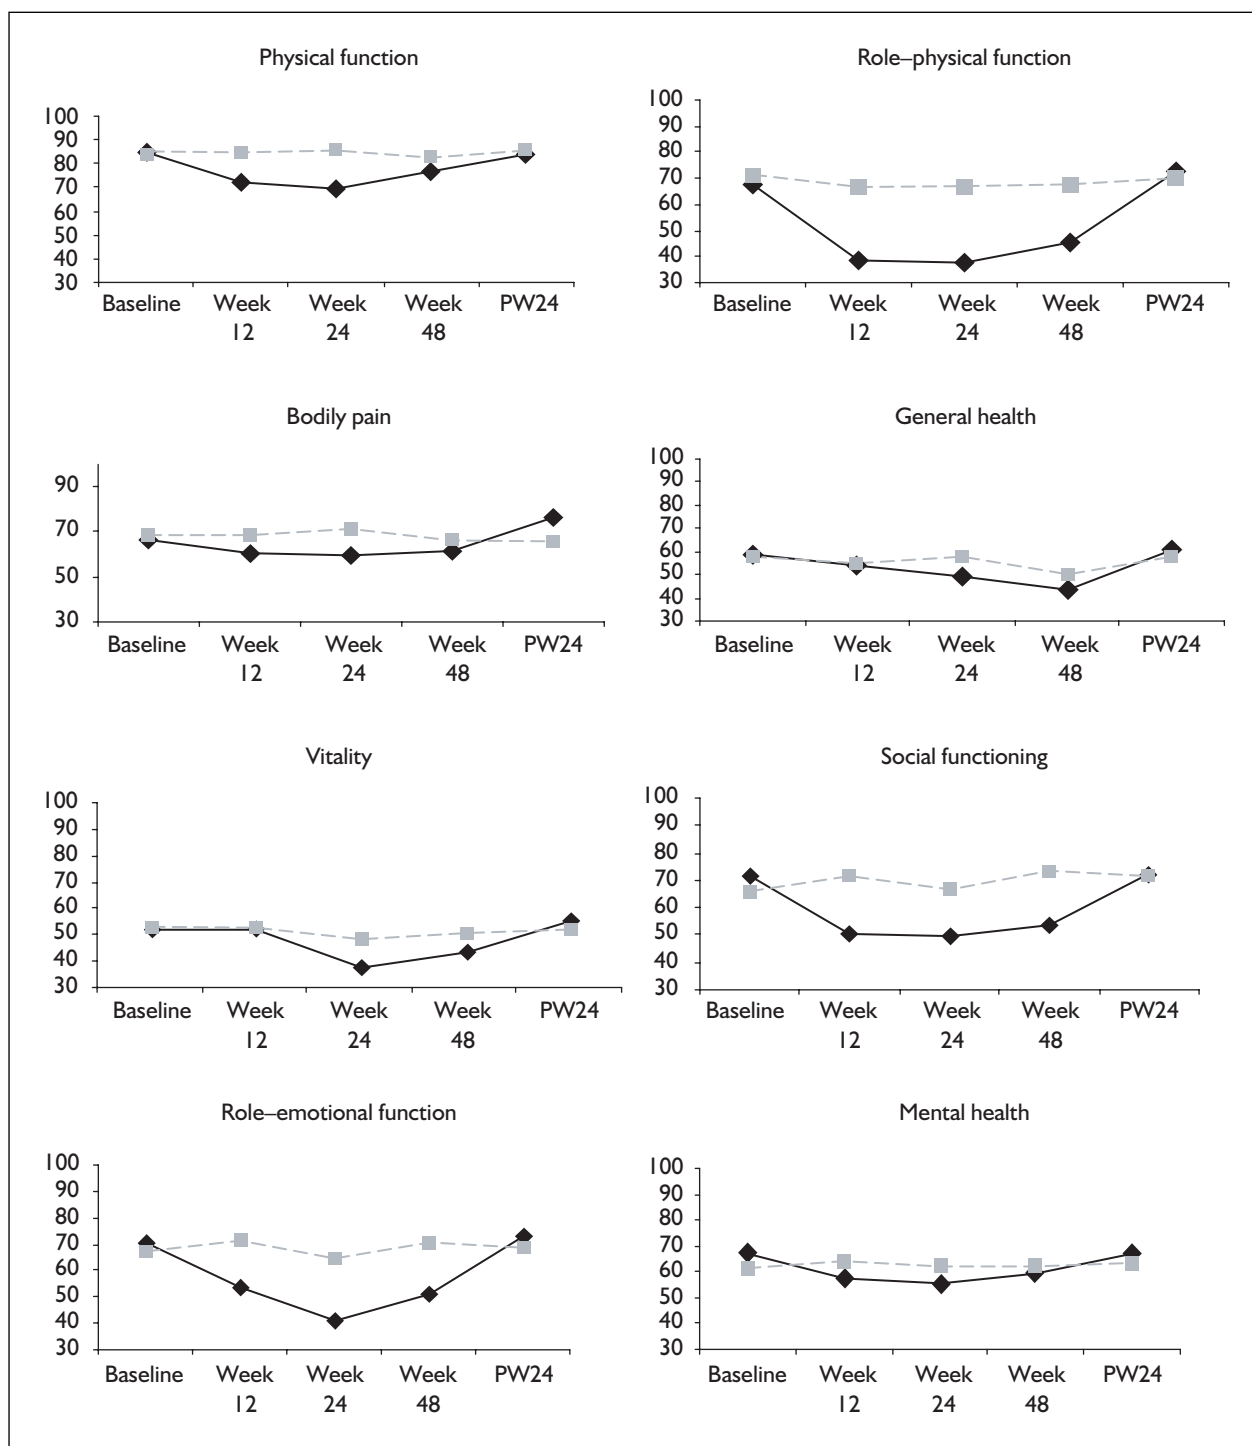 Physical function
100
90
80
70
60
50
40
30
Baseline Week Week Week PW24
12 24 48
Role–physical function
100
90
80
70
60
50
40
30
Baseline Week Week Week PW24
12 24 48
Bodily pain
90
70
50
30
Baseline Week Week Week PW24
12 24 48
General health
100
90
80
70
60
50
40
30
Baseline Week Week Week PW24
12 24 48
Vitality
100
90
80
70
60
50
40
30
Baseline Week Week Week PW24
12 24 48
Social functioning
100
90
80
70
60
50
40
30
Baseline Week Week Week PW24
12 24 48
Role–emotional function
100
90
80
70
60
50
40
30
Baseline Week Week Week PW24
12 24 48
Mental health
100
90
80
70
60
50
40
30
Baseline Week Week Week PW24
12 24 48